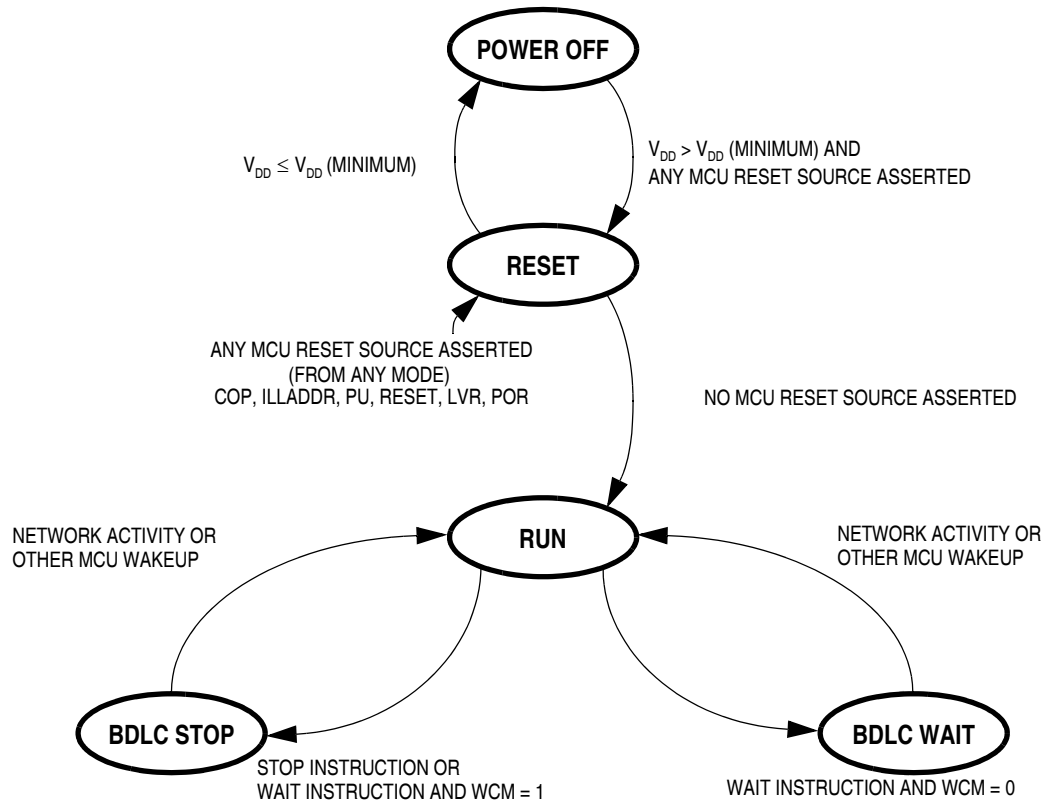 POWER OFF
V_DD ≤ V_DD (MINIMUM)
V_DD > V_DD (MINIMUM) AND
ANY MCU RESET SOURCE ASSERTED
RESET
ANY MCU RESET SOURCE ASSERTED
(FROM ANY MODE)
COP, ILLADDR, PU, RESET, LVR, POR
NO MCU RESET SOURCE ASSERTED
NETWORK ACTIVITY OR
OTHER MCU WAKEUP
RUN
NETWORK ACTIVITY OR
OTHER MCU WAKEUP
BDLC STOP
BDLC WAIT
STOP INSTRUCTION OR
WAIT INSTRUCTION AND WCM = 1
WAIT INSTRUCTION AND WCM = 0